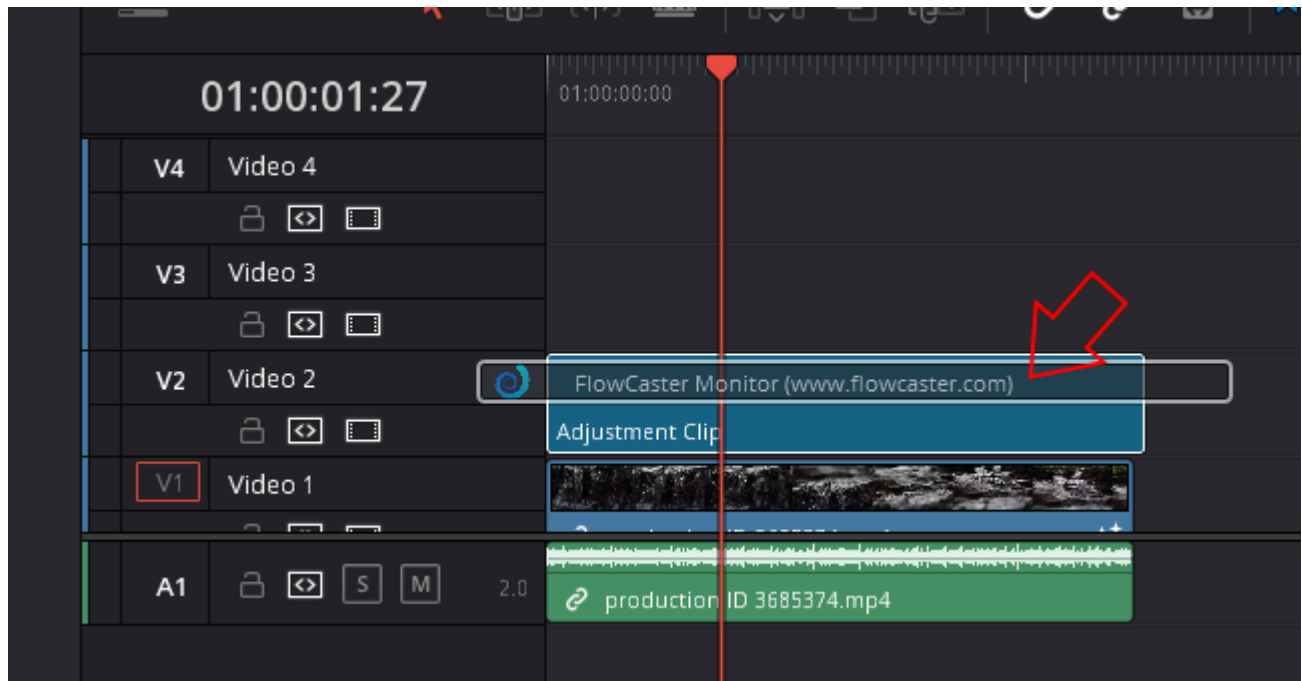 01:00:01:27
01:00:00:00
V4 Video 4
V3 Video 3
V2 Video 2
FlowCaster Monitor (www.flowcaster.com)
Adjustment Clip
V1 Video 1
A1 S M 2.0
production ID 3685374.mp4